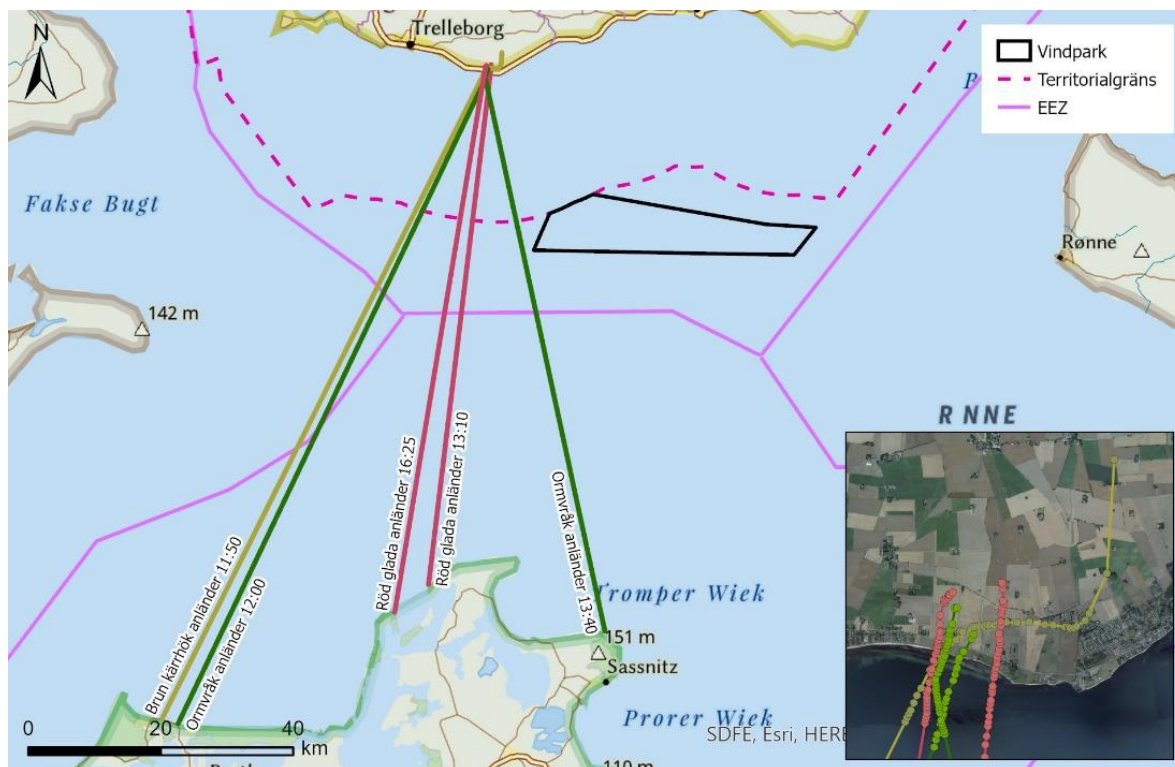 N
Trelleborg
Vindpark
Territorialgräns
EEZ
Fakse Bugt
142 m
Rønne
R NNE
Brun kärrhök anländer 11:50
Ormvråk anländer 12:00
Röd glada anländer 16:25
Röd glada anländer 13:10
Ormvråk anländer 13:40
Tromper Wiek
151 m
Sassnitz
Prorer Wiek
0 20 40
km
SDFE, Esri, HERE
110 m